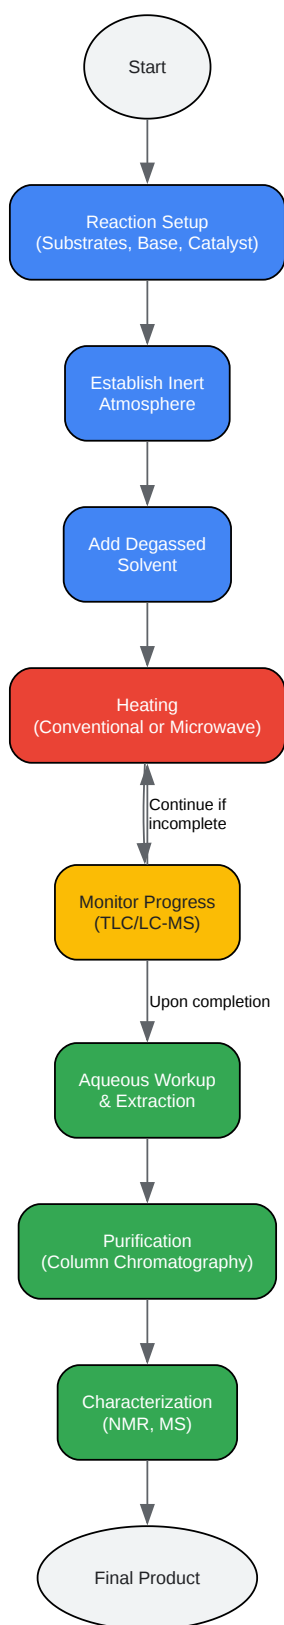 Start
Reaction Setup
(Substrates, Base, Catalyst)
Establish Inert
Atmosphere
Add Degassed
Solvent
Heating
(Conventional or Microwave)
Continue if
incomplete
Monitor Progress
(TLC/LC-MS)
Upon completion
Aqueous Workup
& Extraction
Purification
(Column Chromatography)
Characterization
(NMR, MS)
Final Product